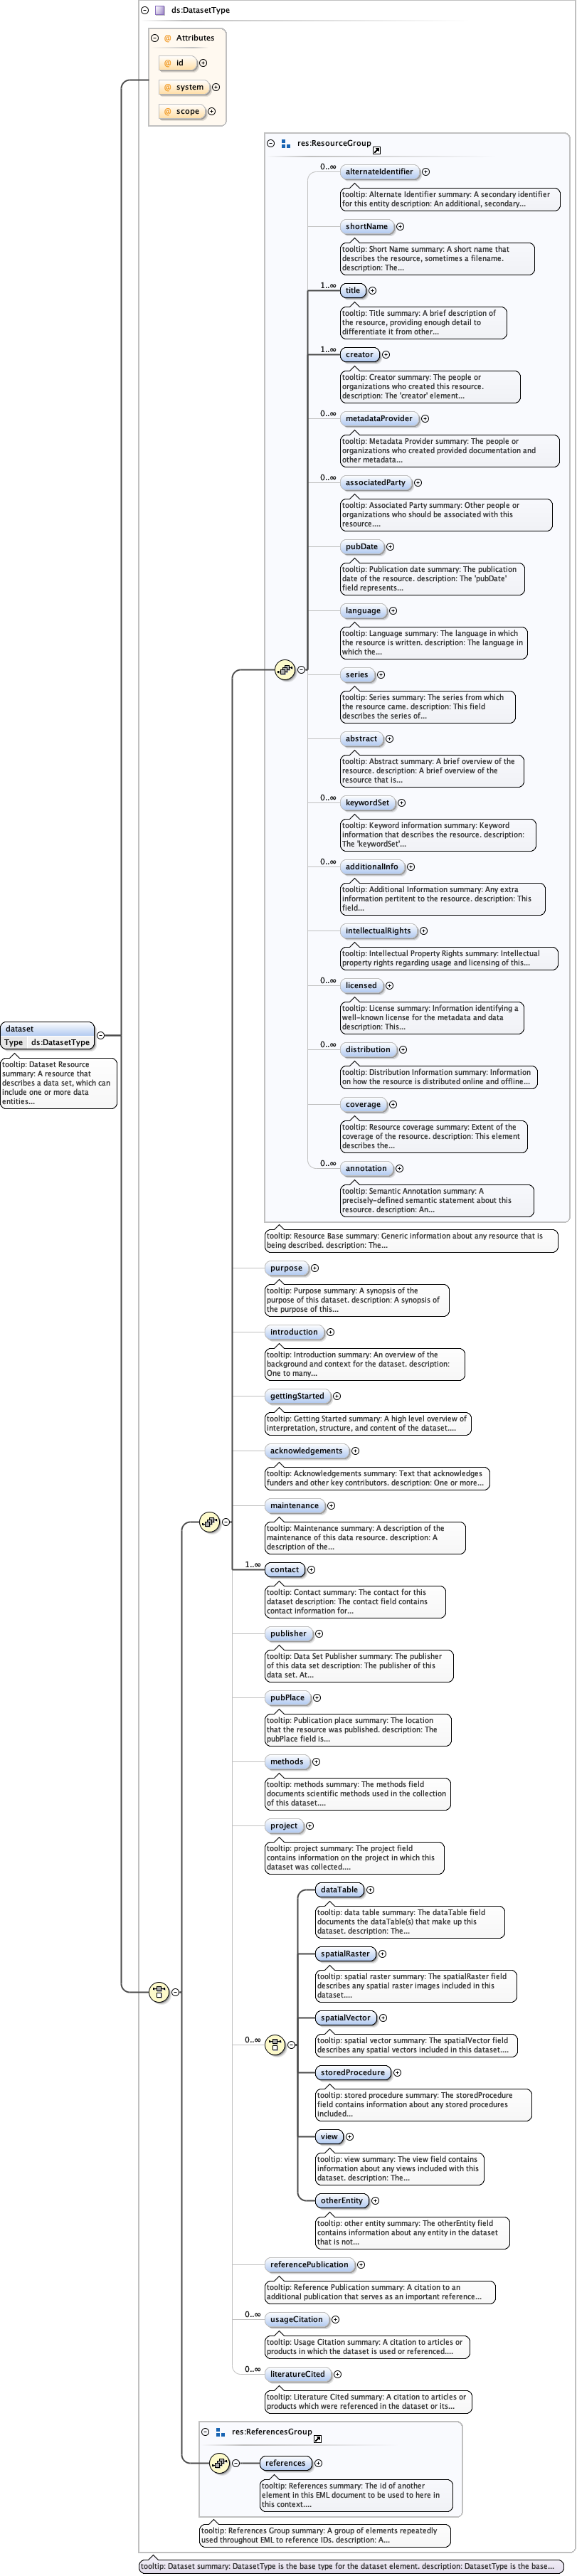 ds:DatasetType
@ Attributes
@ id
@ system
@ scope
res:ResourceGroup
0..∞
alternateIdentifier
tooltip: Alternate Identifier summary: A secondary identifier
for this entity description: An additional, secondary...
shortName
tooltip: Short Name summary: A short name that
describes the resource, sometimes a filename.
description: The...
1..∞
title
tooltip: Title summary: A brief description of
the resource, providing enough detail to
differentiate it from other...
1..∞
creator
tooltip: Creator summary: The people or
organizations who created this resource.
description: The 'creator' element...
0..∞
metadataProvider
tooltip: Metadata Provider summary: The people or
organizations who created provided documentation and
other metadata...
0..∞
associatedParty
tooltip: Associated Party summary: Other people or
organizations who should be associated with this
resource....
pubDate
tooltip: Publication date summary: The publication
date of the resource. description: The 'pubDate'
field represents...
language
tooltip: Language summary: The language in which
the resource is written. description: The language in
which the...
series
tooltip: Series summary: The series from which
the resource came. description: This field
describes the series of...
abstract
tooltip: Abstract summary: A brief overview of the
resource. description: A brief overview of the
resource that is...
0..∞
keywordSet
tooltip: Keyword information summary: Keyword
information that describes the resource. description:
The 'keywordSet'...
0..∞
additionalInfo
tooltip: Additional Information summary: Any extra
information pertitent to the resource. description: This
field...
intellectualRights
tooltip: Intellectual Property Rights summary: Intellectual
property rights regarding usage and licensing of this...
0..∞
licensed
tooltip: License summary: Information identifying a
well-known license for the metadata and data
description: This...
0..∞
distribution
tooltip: Distribution Information summary: Information
on how the resource is distributed online and offline...
coverage
tooltip: Resource coverage summary: Extent of the
coverage of the resource. description: This element
describes the...
0..∞
annotation
tooltip: Semantic Annotation summary: A
precisely-defined semantic statement about this
resource. description: An...
tooltip: Resource Base summary: Generic information about any resource that is
being described. description: The...
dataset
Type ds:DatasetType
tooltip: Dataset Resource
summary: A resource that
describes a data set, which can
include one or more data
entities...
purpose
tooltip: Purpose summary: A synopsis of the
purpose of this dataset. description: A synopsis of
the purpose of this...
introduction
tooltip: Introduction summary: An overview of the
background and context for the dataset. description:
One to many...
gettingStarted
tooltip: Getting Started summary: A high level overview of
interpretation, structure, and content of the dataset....
acknowledgements
tooltip: Acknowledgements summary: Text that acknowledges
funders and other key contributors. description: One or more...
maintenance
tooltip: Maintenance summary: A description of the
maintenance of this data resource. description: A
description of the...
1..∞
contact
tooltip: Contact summary: The contact for this
dataset description: The contact field contains
contact information for...
publisher
tooltip: Data Set Publisher summary: The publisher
of this data set description: The publisher of this
data set. At...
pubPlace
tooltip: Publication place summary: The location
that the resource was published. description: The
pubPlace field is...
methods
tooltip: methods summary: The methods field
documents scientific methods used in the collection
of this dataset....
project
tooltip: project summary: The project field
contains information on the project in which this
dataset was collected....
0..∞
dataTable
tooltip: data table summary: The dataTable field
documents the dataTable(s) that make up this
dataset. description: The...
spatialRaster
tooltip: spatial raster summary: The spatialRaster field
describes any spatial raster images included in this
dataset....
spatialVector
tooltip: spatial vector summary: The spatialVector field
describes any spatial vectors included in this dataset....
storedProcedure
tooltip: stored procedure summary: The storedProcedure
field contains information about any stored procedures
included...
view
tooltip: view summary: The view field contains
information about any views included with this
dataset. description: The...
otherEntity
tooltip: other entity summary: The otherEntity field
contains information about any entity in the dataset
that is not...
referencePublication
tooltip: Reference Publication summary: A citation to an
additional publication that serves as an important reference...
0..∞
usageCitation
tooltip: Usage Citation summary: A citation to articles or
products in which the dataset is used or referenced....
0..∞
literatureCited
tooltip: Literature Cited summary: A citation to articles or
products which were referenced in the dataset or its...
res:ReferencesGroup
references
tooltip: References summary: The id of another
element in this EML document to be used to here in
this context....
tooltip: References Group summary: A group of elements repeatedly
used throughout EML to reference IDs. description: A...
tooltip: Dataset summary: DatasetType is the base type for the dataset element. description: DatasetType is the base...